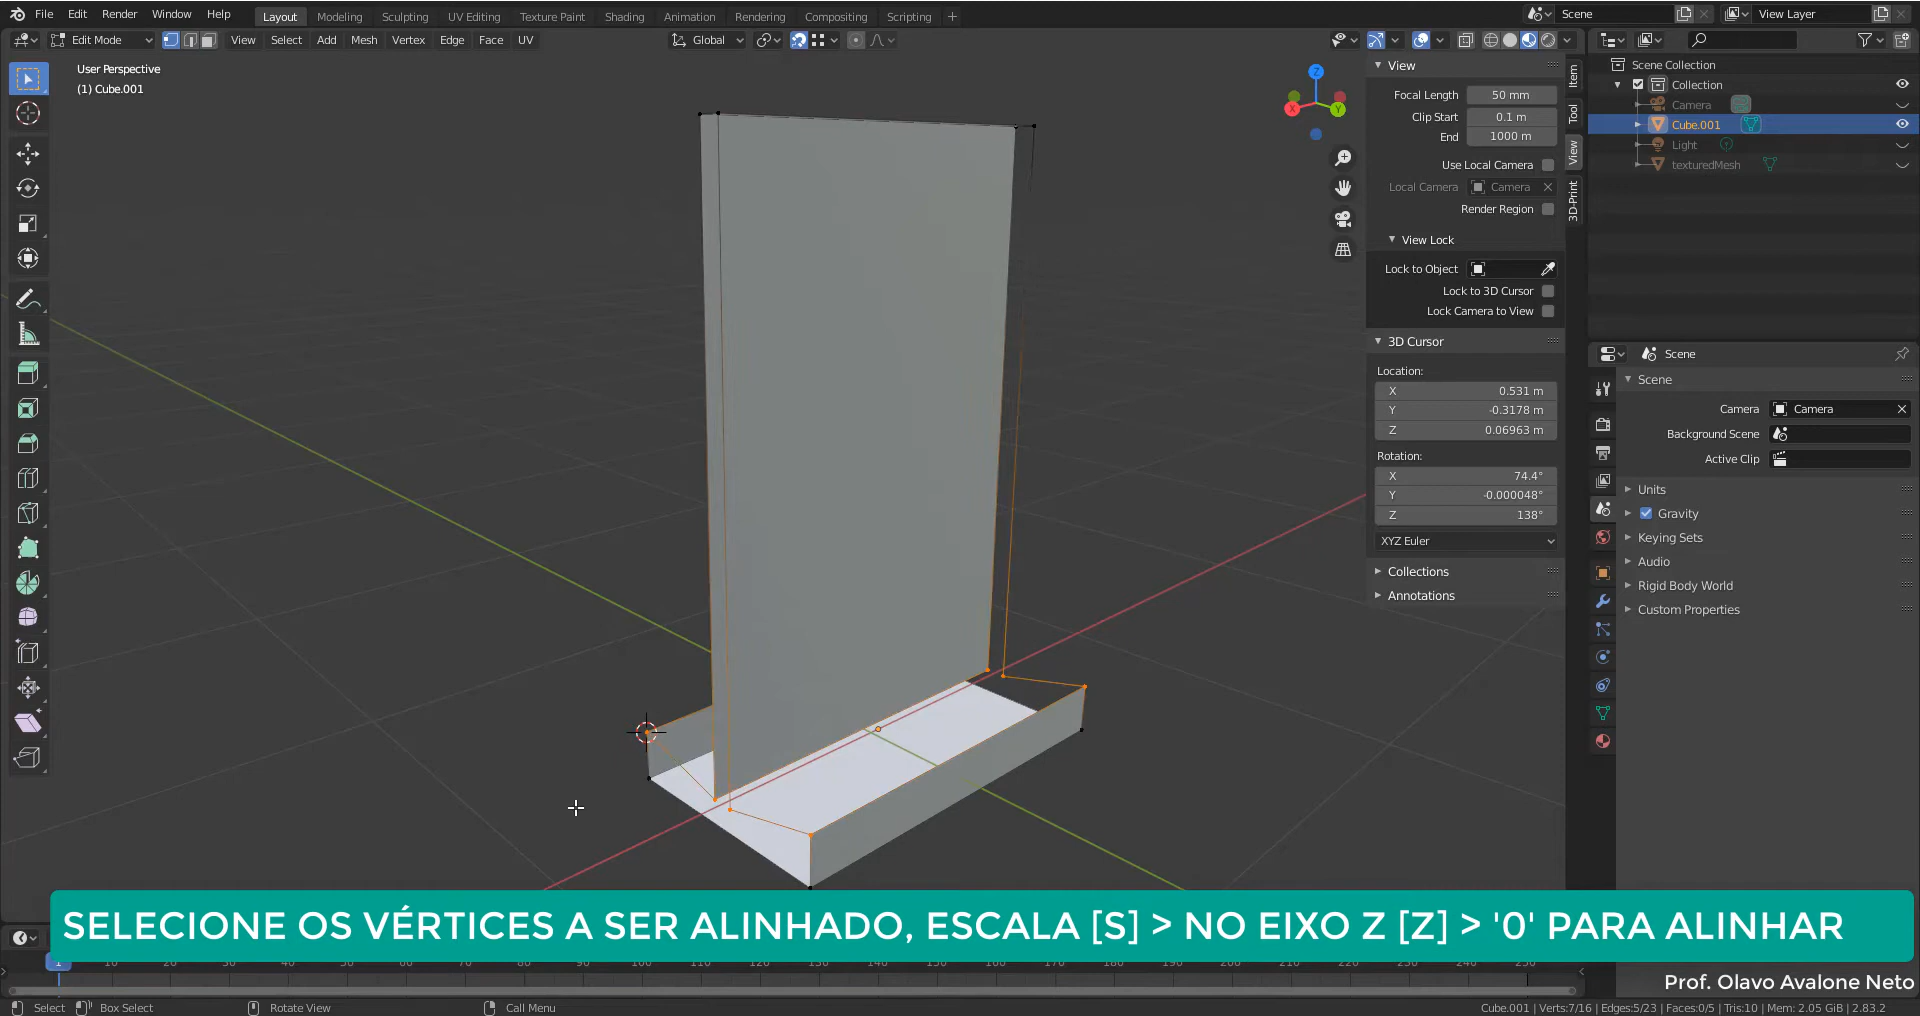 File Edit Render Window Help Layout Modeling Sculpting UV Editing Texture Paint Shading Animation Rendering Compositing Scripting + Scene View Layer
Edit Mode View Select Add Mesh Vertex Edge Face UV Global
User Perspective
(1) Cube.001
Z
X
Y
View
Focal Length 50 mm
Clip Start 0.1 m
End 1000 m
Use Local Camera
Local Camera Camera
Render Region
View Lock
Lock to Object
Lock to 3D Cursor
Lock Camera to View
3D Cursor
Location:
X 0.531 m
Y -0.3178 m
Z 0.06963 m
Rotation:
X 74.4°
Y -0.000048°
Z 138°
XYZ Euler
Collections
Annotations
Item
Tool
View
3D-Print
Scene Collection
Collection
Camera
Cube.001
Light
texturedMesh
Scene
Scene
Camera Camera
Background Scene
Active Clip
Units
Gravity
Keying Sets
Audio
Rigid Body World
Custom Properties
SELECIONE OS VÉRTICES A SER ALINHADO, ESCALA [S] > NO EIXO Z [Z] > '0' PARA ALINHAR
Prof. Olavo Avalone Neto
Select Box Select Rotate View Call Menu Cube.001 | Verts:7/16 | Edges:5/23 | Faces:0/5 | Tris:10 | Mem: 2.05 GiB | 2.83.2